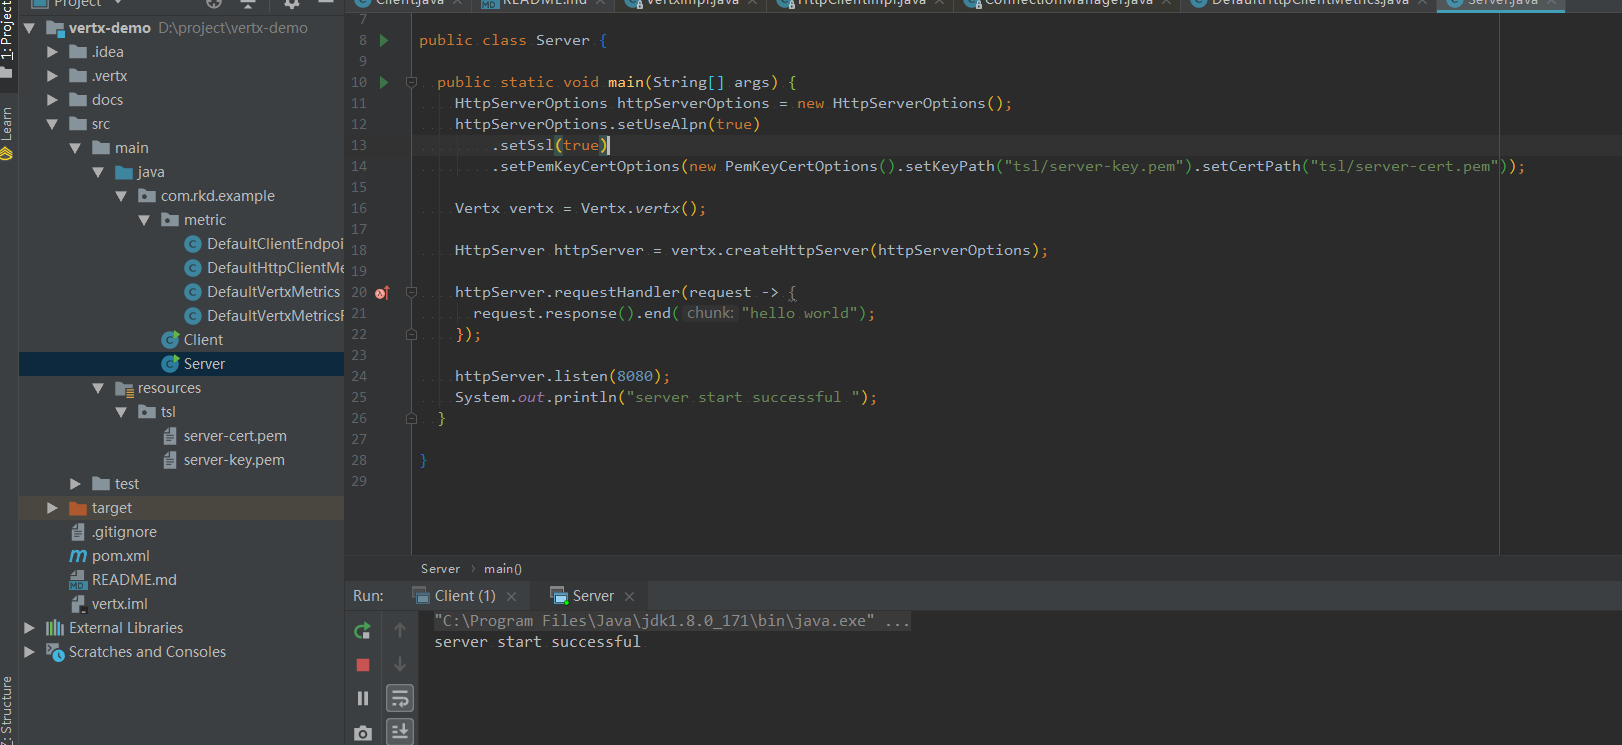 Project
Client.java
README.md
VertxImpl.java
HttpClientImpl.java
ConnectionManager.java
DefaultHttpClientMetrics.java
Server.java
1: Project
Learn
Z: Structure
vertx-demo D:\project\vertx-demo
.idea
.vertx
docs
src
main
java
com.rkd.example
metric
DefaultClientEndpoi
DefaultHttpClientMe
DefaultVertxMetrics
DefaultVertxMetricsF
Client
Server
resources
tsl
server-cert.pem
server-key.pem
test
target
.gitignore
pom.xml
README.md
vertx.iml
External Libraries
Scratches and Consoles
7
8 public class Server {
9
10 public static void main(String[] args) {
11 HttpServerOptions httpServerOptions = new HttpServerOptions();
12 httpServerOptions.setUseAlpn(true)
13 .setSsl(true)
14 .setPemKeyCertOptions(new PemKeyCertOptions().setKeyPath("tsl/server-key.pem").setCertPath("tsl/server-cert.pem"));
15
16 Vertx vertx = Vertx.vertx();
17
18 HttpServer httpServer = vertx.createHttpServer(httpServerOptions);
19
20 httpServer.requestHandler(request -> {
21 request.response().end( chunk: "hello world");
22 });
23
24 httpServer.listen(8080);
25 System.out.println("server start successful ");
26 }
27
28 }
29
Server › main()
Run: Client (1) Server
"C:\Program Files\Java\jdk1.8.0_171\bin\java.exe" ...
server start successful